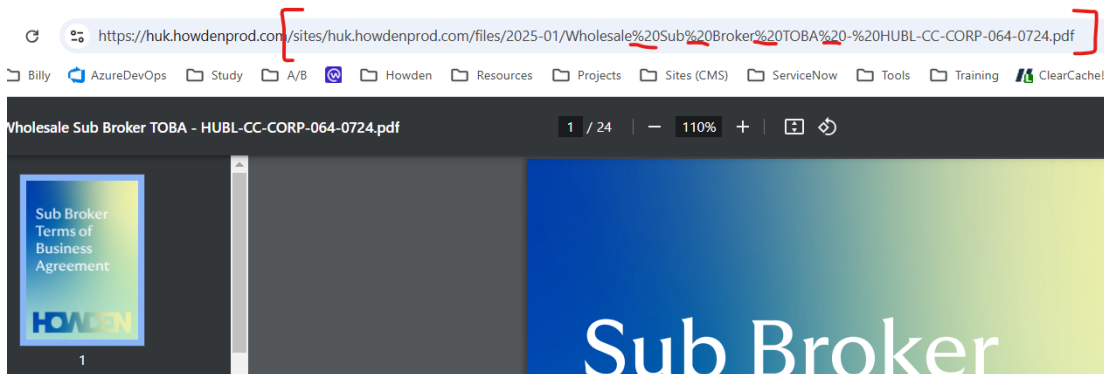 https://huk.howdenprod.com/sites/huk.howdenprod.com/files/2025-01/Wholesale%20Sub%20Broker%20TOBA%20-%20HUBL-CC-CORP-064-0724.pdf
Billy AzureDevOps Study A/B Howden Resources Projects Sites (CMS) ServiceNow Tools Training ClearCache!
Wholesale Sub Broker TOBA - HUBL-CC-CORP-064-0724.pdf 1 / 24 110%
Sub Broker
Terms of
Business
Agreement
HOWDEN
1
Sub Broker